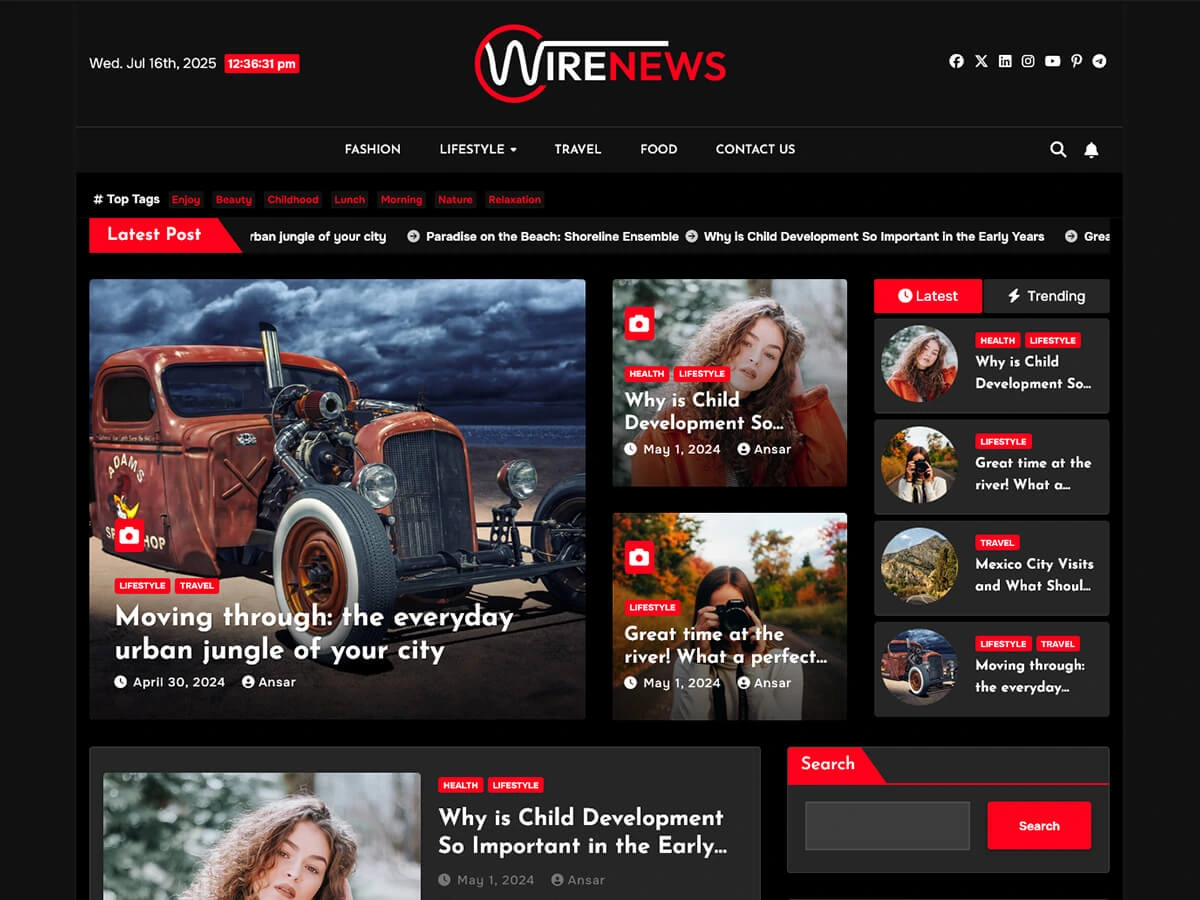 Wed. Jul 16th, 2025 12:36:31 pm
WIRENEWS
FASHION LIFESTYLE TRAVEL FOOD CONTACT US
# Top Tags Enjoy Beauty Childhood Lunch Morning Nature Relaxation
Latest Post
rban jungle of your city Paradise on the Beach: Shoreline Ensemble Why is Child Development So Important in the Early Years Grea
ADAMS
LIFESTYLE TRAVEL
Moving through: the everyday
urban jungle of your city
April 30, 2024 Ansar
HEALTH LIFESTYLE
Why is Child
Development So...
May 1, 2024 Ansar
LIFESTYLE
Great time at the
river! What a perfect...
May 1, 2024 Ansar
Latest Trending
HEALTH LIFESTYLE
Why is Child
Development So...
LIFESTYLE
Great time at the
river! What a...
TRAVEL
Mexico City Visits
and What Shoul...
LIFESTYLE TRAVEL
Moving through:
the everyday...
HEALTH LIFESTYLE
Why is Child Development
So Important in the Early...
May 1, 2024 Ansar
Search
Search